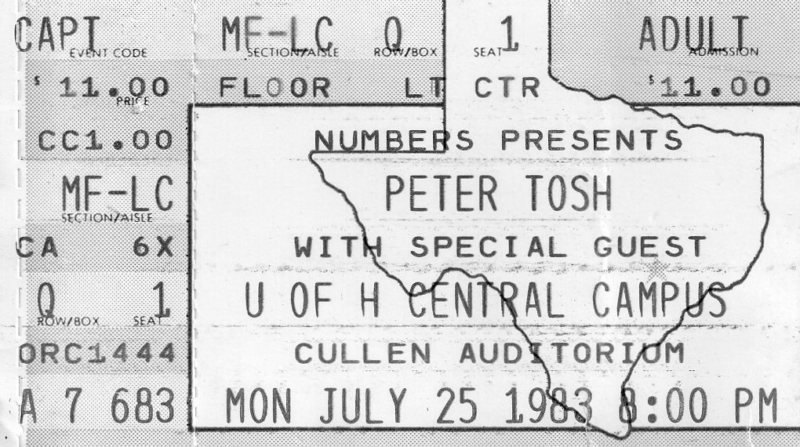 CAPT
EVENT CODE
$ 11.00
PRICE
CC1.00
MF-LC
SECTION/AISLE
CA 6X
Q 1
ROW/BOX SEAT
ORC1444
A 7 683
MF-LC Q 1 ADULT
SECTION/AISLE ROW/BOX SEAT ADMISSION
FLOOR LT CTR $ 11.00
NUMBERS PRESENTS
PETER TOSH
WITH SPECIAL GUEST
U OF H CENTRAL CAMPUS
CULLEN AUDITORIUM
MON JULY 25 1983 8:00 PM